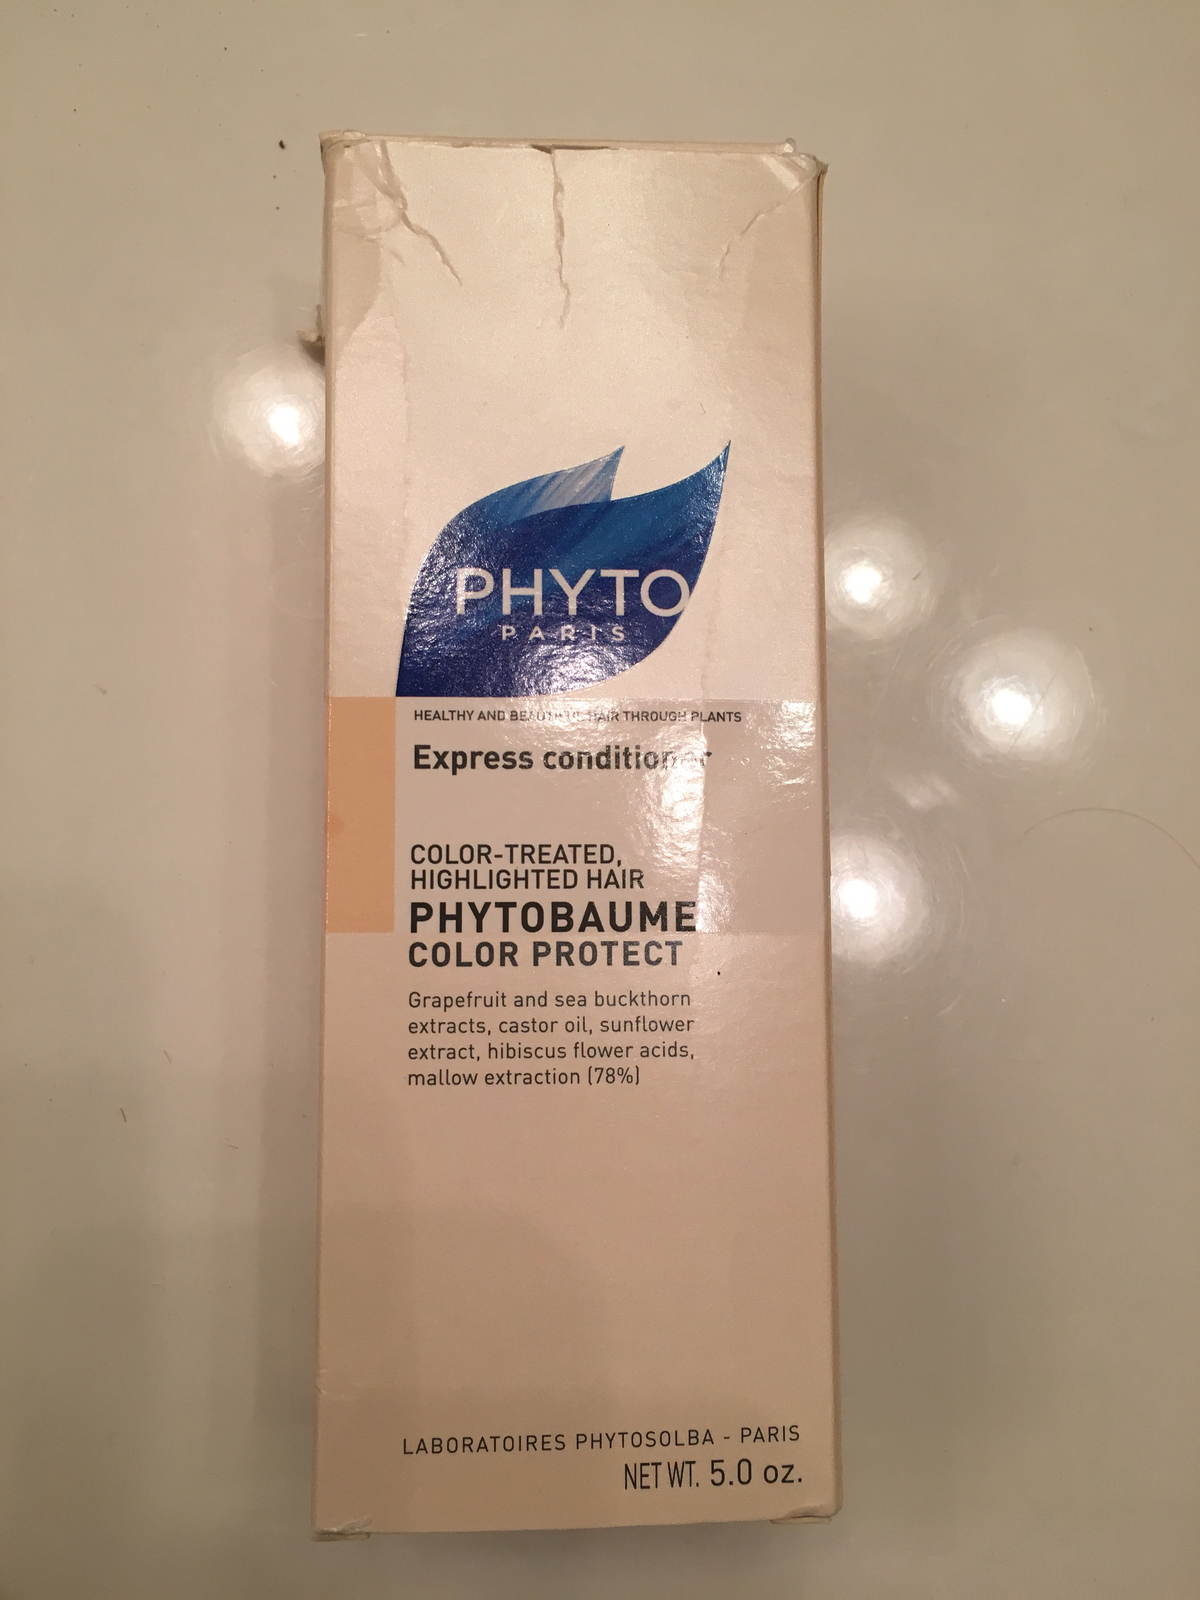 PHYTO
PARIS
HEALTHY AND BEAUTIFUL HAIR THROUGH PLANTS
Express conditioner
COLOR-TREATED,
HIGHLIGHTED HAIR
PHYTOBAUME
COLOR PROTECT
Grapefruit and sea buckthorn
extracts, castor oil, sunflower
extract, hibiscus flower acids,
mallow extraction (78%)
LABORATOIRES PHYTOSOLBA - PARIS
NET WT. 5.0 oz.